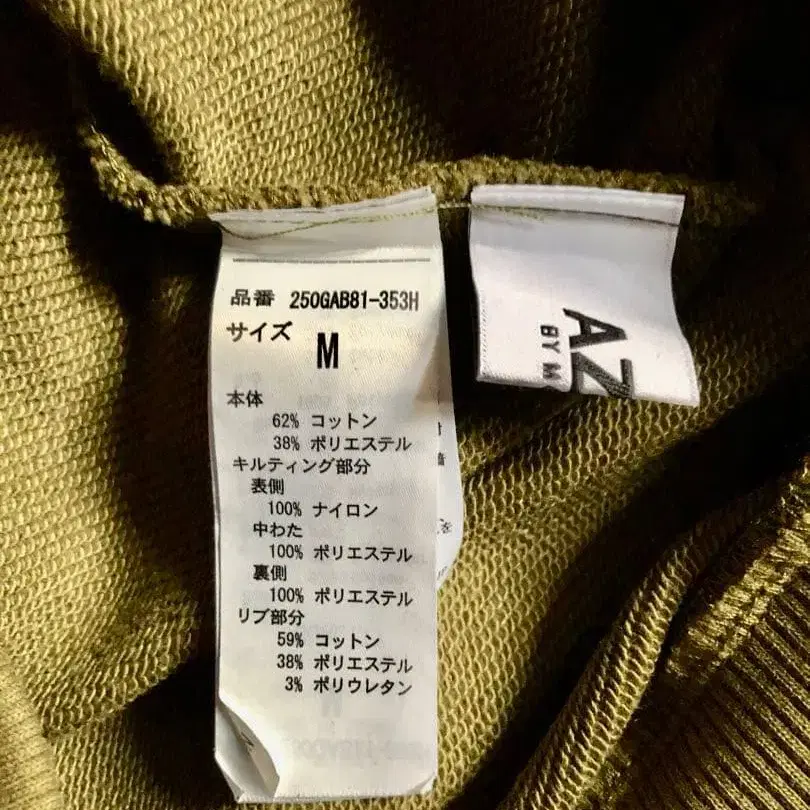 品番 250GAB81-353H
サイズ M
本体
62% コットン
38% ポリエステル
キルティング部分
表側
100% ナイロン
中わた
100% ポリエステル
裏側
100% ポリエステル
リブ部分
59% コットン
38% ポリエステル
3% ポリウレタン
AZ
BY M